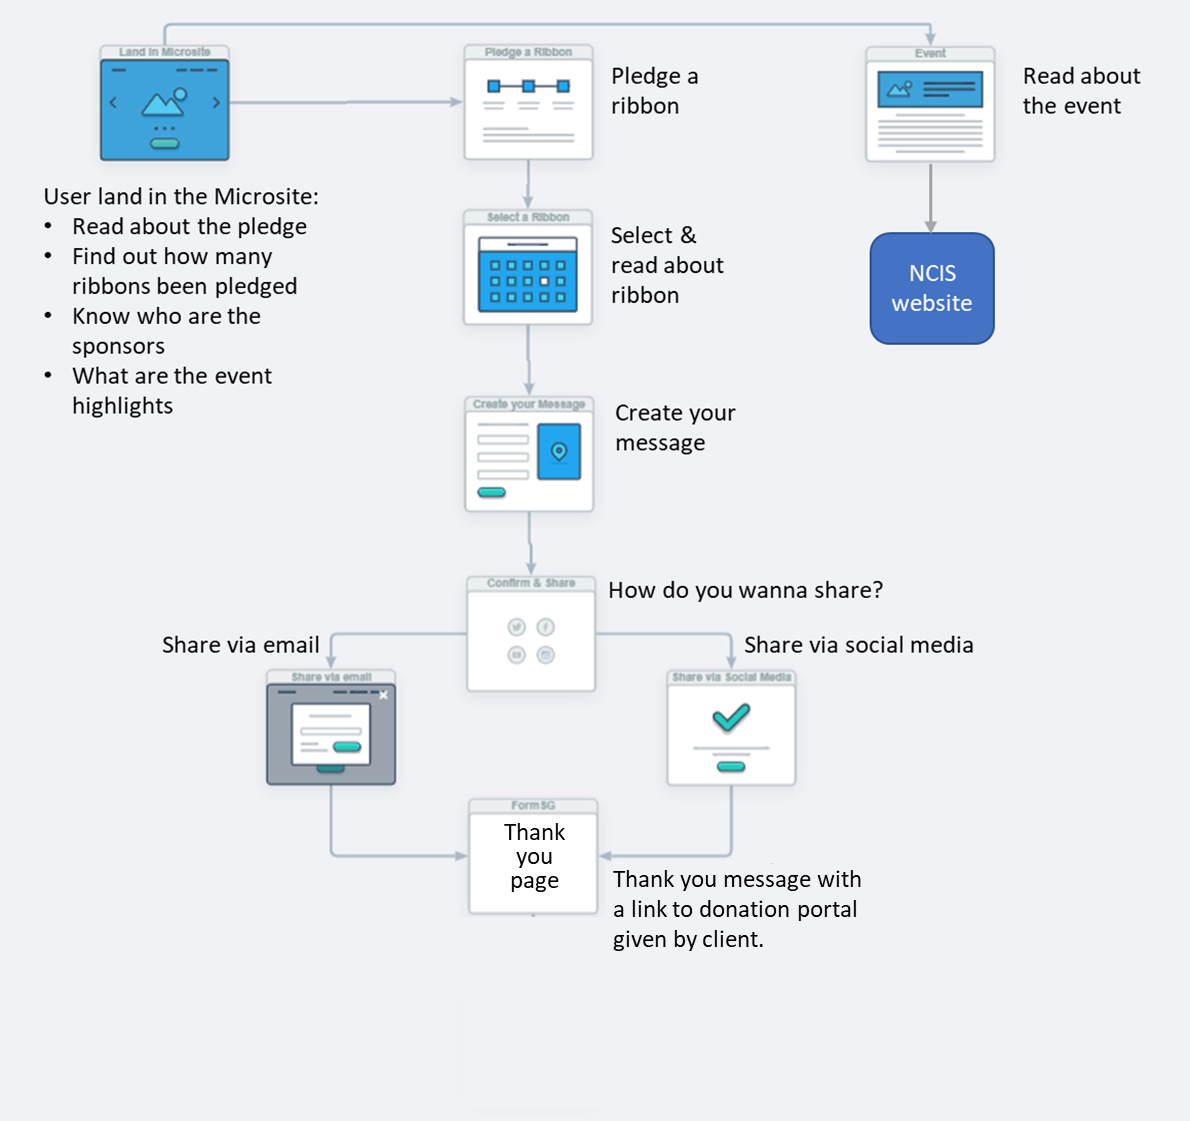 Land in Microsite
Pledge a Ribbon
Event
Pledge a
ribbon
Read about
the event
User land in the Microsite:
• Read about the pledge
• Find out how many
ribbons been pledged
• Know who are the
sponsors
• What are the event
highlights
Select a Ribbon
Select &
read about
ribbon
NCIS
website
Create your Message
Create your
message
Confirm & Share
How do you wanna share?
Share via email
Share via social media
Share via email
Share via Social Media
FormSG
Thank
you
page
Thank you message with
a link to donation portal
given by client.